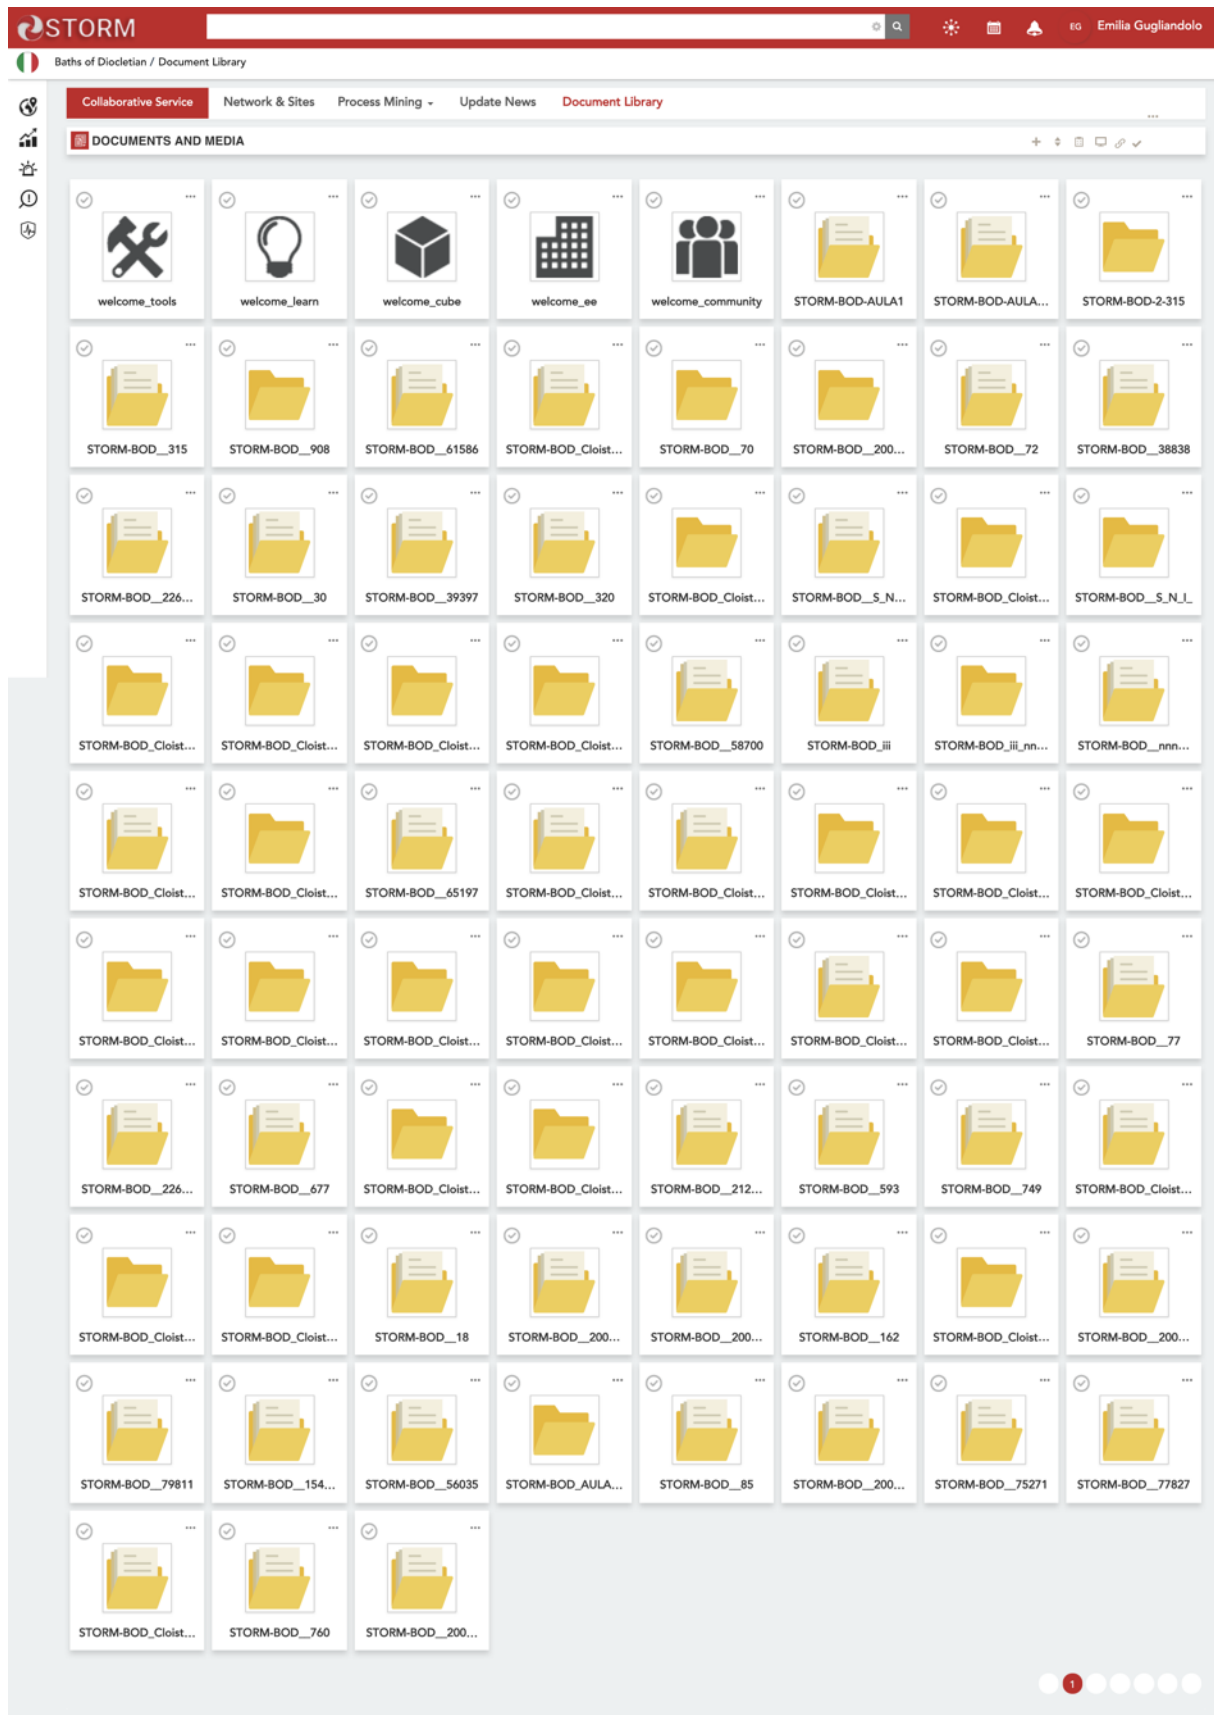 STORM
EG Emilia Gugliandolo
Baths of Diocletian / Document Library
Collaborative Service Network & Sites Process Mining Update News Document Library
DOCUMENTS AND MEDIA
welcome_tools welcome_learn welcome_cube welcome_ee welcome_community STORM-BOD-AULA1 STORM-BOD-AULA... STORM-BOD-2-315
STORM-BOD__315 STORM-BOD__908 STORM-BOD__61586 STORM-BOD_Cloist... STORM-BOD__70 STORM-BOD__200... STORM-BOD__72 STORM-BOD__38838
STORM-BOD__226... STORM-BOD__30 STORM-BOD__39397 STORM-BOD__320 STORM-BOD_Cloist... STORM-BOD__S_N... STORM-BOD_Cloist... STORM-BOD__S_N_I_
STORM-BOD_Cloist... STORM-BOD_Cloist... STORM-BOD_Cloist... STORM-BOD_Cloist... STORM-BOD__58700 STORM-BOD_iii STORM-BOD_iii_nn... STORM-BOD__nnn...
STORM-BOD_Cloist... STORM-BOD_Cloist... STORM-BOD__65197 STORM-BOD_Cloist... STORM-BOD_Cloist... STORM-BOD_Cloist... STORM-BOD_Cloist... STORM-BOD_Cloist...
STORM-BOD_Cloist... STORM-BOD_Cloist... STORM-BOD_Cloist... STORM-BOD_Cloist... STORM-BOD_Cloist... STORM-BOD_Cloist... STORM-BOD_Cloist... STORM-BOD__77
STORM-BOD__226... STORM-BOD__677 STORM-BOD_Cloist... STORM-BOD_Cloist... STORM-BOD__212... STORM-BOD__593 STORM-BOD__749 STORM-BOD_Cloist...
STORM-BOD_Cloist... STORM-BOD_Cloist... STORM-BOD__18 STORM-BOD__200... STORM-BOD__200... STORM-BOD__162 STORM-BOD_Cloist... STORM-BOD__200...
STORM-BOD__79811 STORM-BOD__154... STORM-BOD__56035 STORM-BOD_AULA... STORM-BOD__85 STORM-BOD__200... STORM-BOD__75271 STORM-BOD__77827
STORM-BOD_Cloist... STORM-BOD__760 STORM-BOD__200...
1